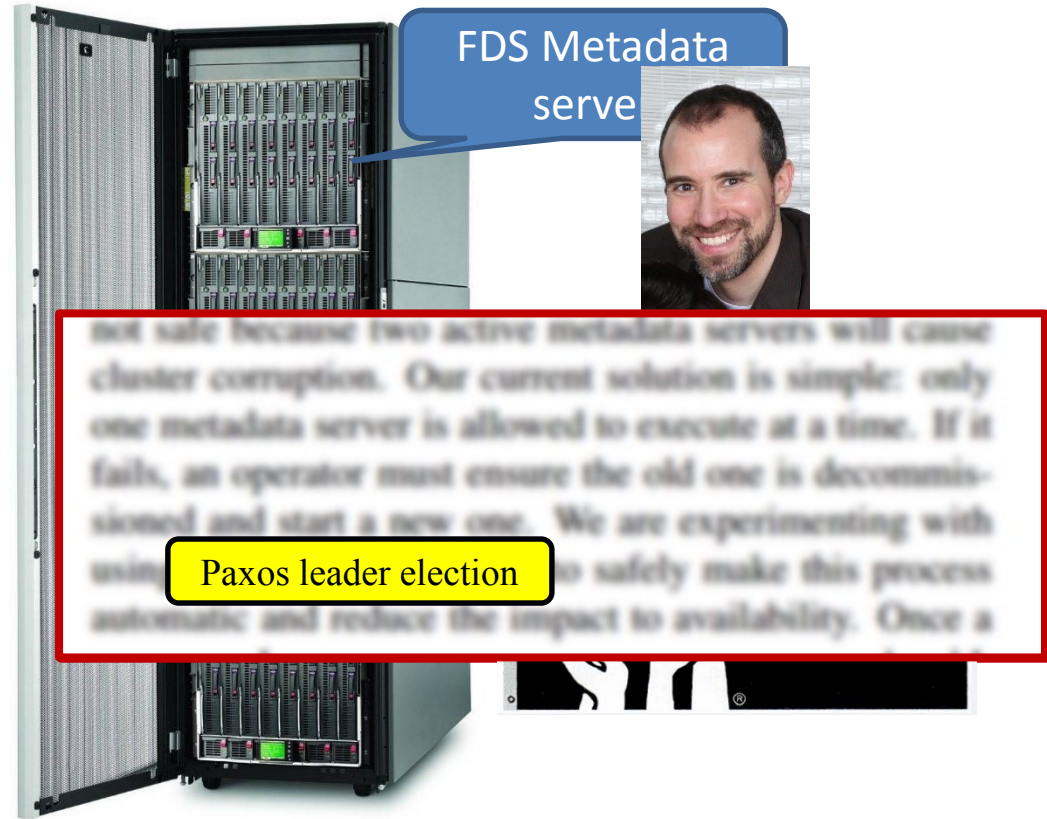 FDS Metadata
serve
not safe because two active metadata servers will cause
cluster corruption. Our current solution is simple: only
one metadata server is allowed to execute at a time. If it
fails, an operator must ensure the old one is decommis-
sioned and start a new one. We are experimenting with
using
Paxos leader election
to safely make this process
automatic and reduce the impact to availability. Once a
®